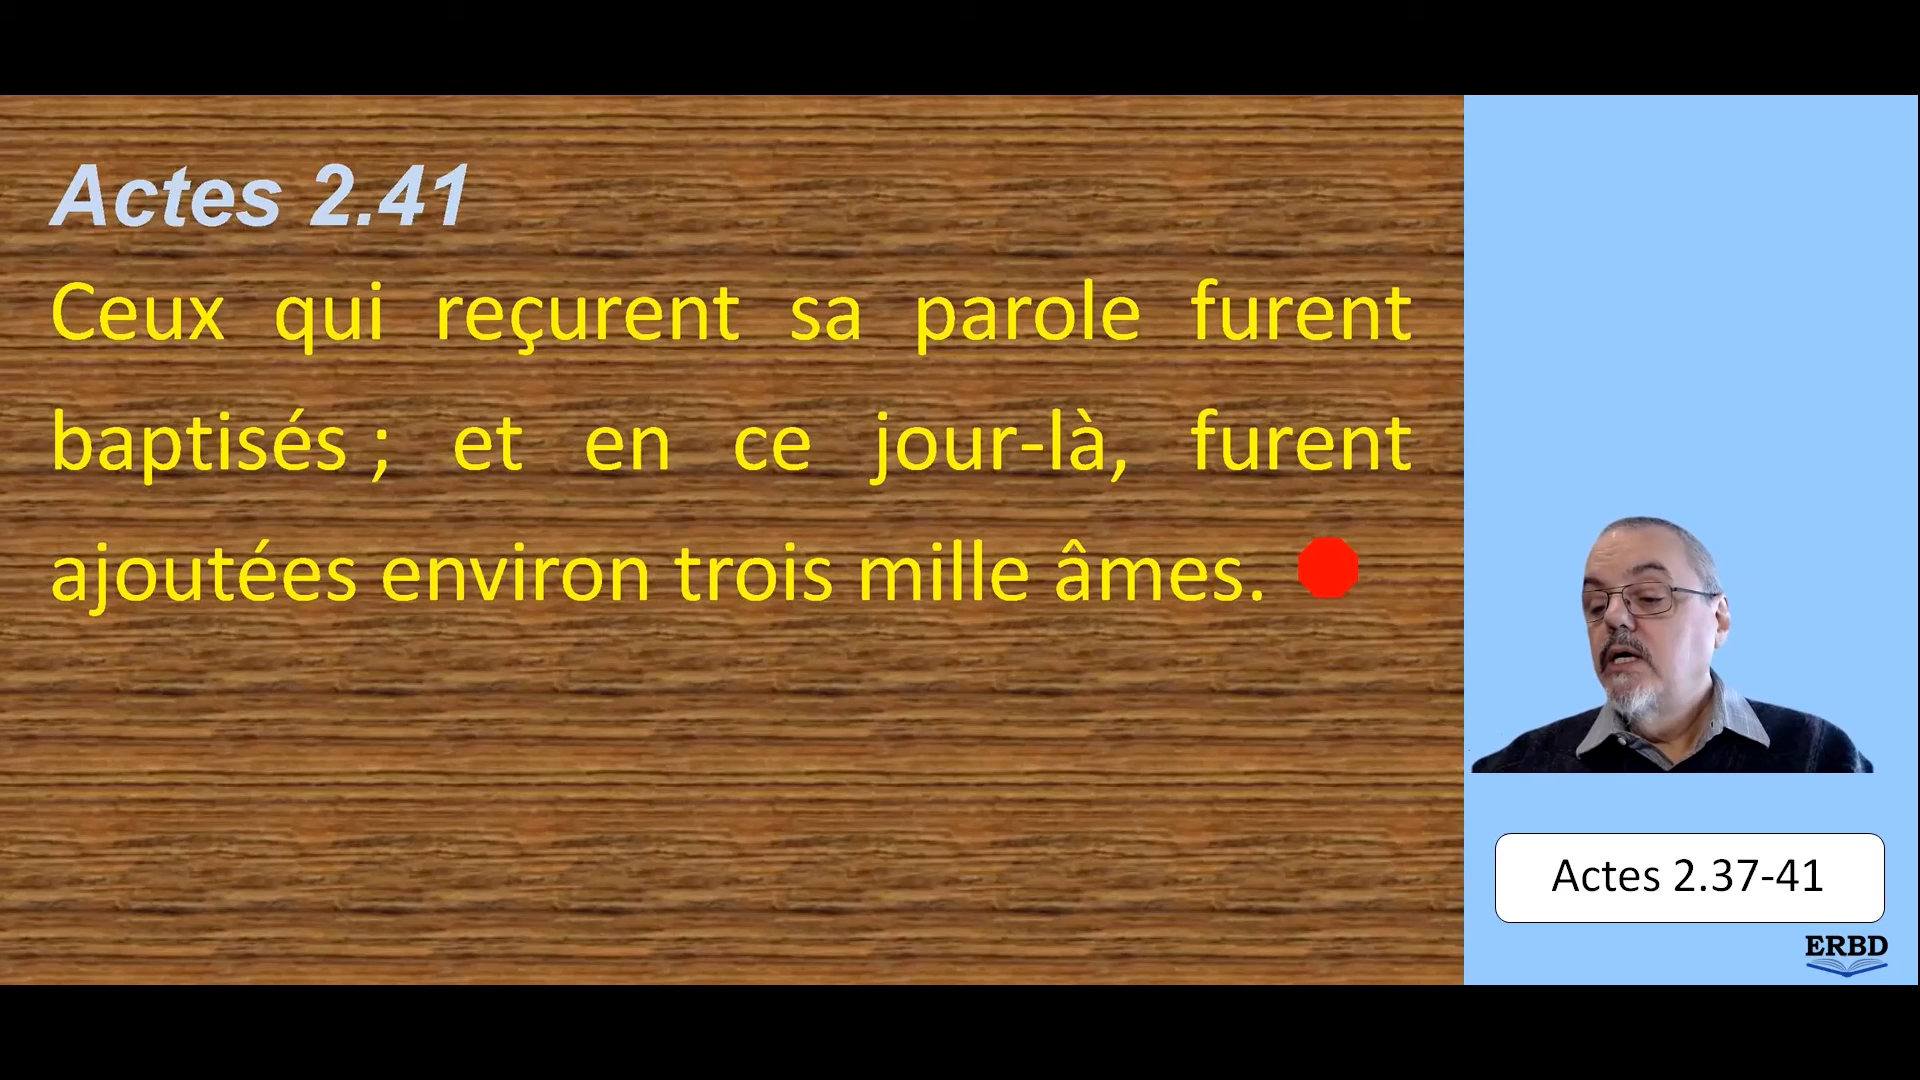 Actes 2.41
Ceux qui reçurent sa parole furent
baptisés ; et en ce jour-là, furent
ajoutées environ trois mille âmes.
Actes 2.37-41
ERBD